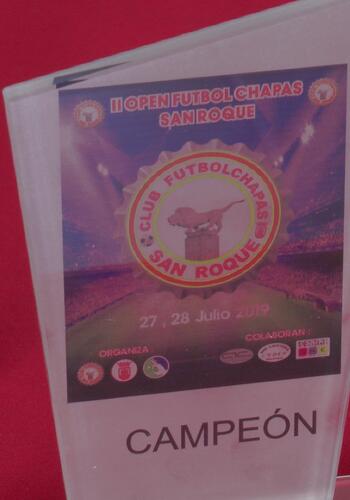 II OPEN FUTBOL CHAPAS
SAN ROQUE
CLUB FUTBOLCHAPAS
SAN ROQUE
27 , 28 Julio 2019
ORGANIZA
COLABORAN :
CAMPEÓN